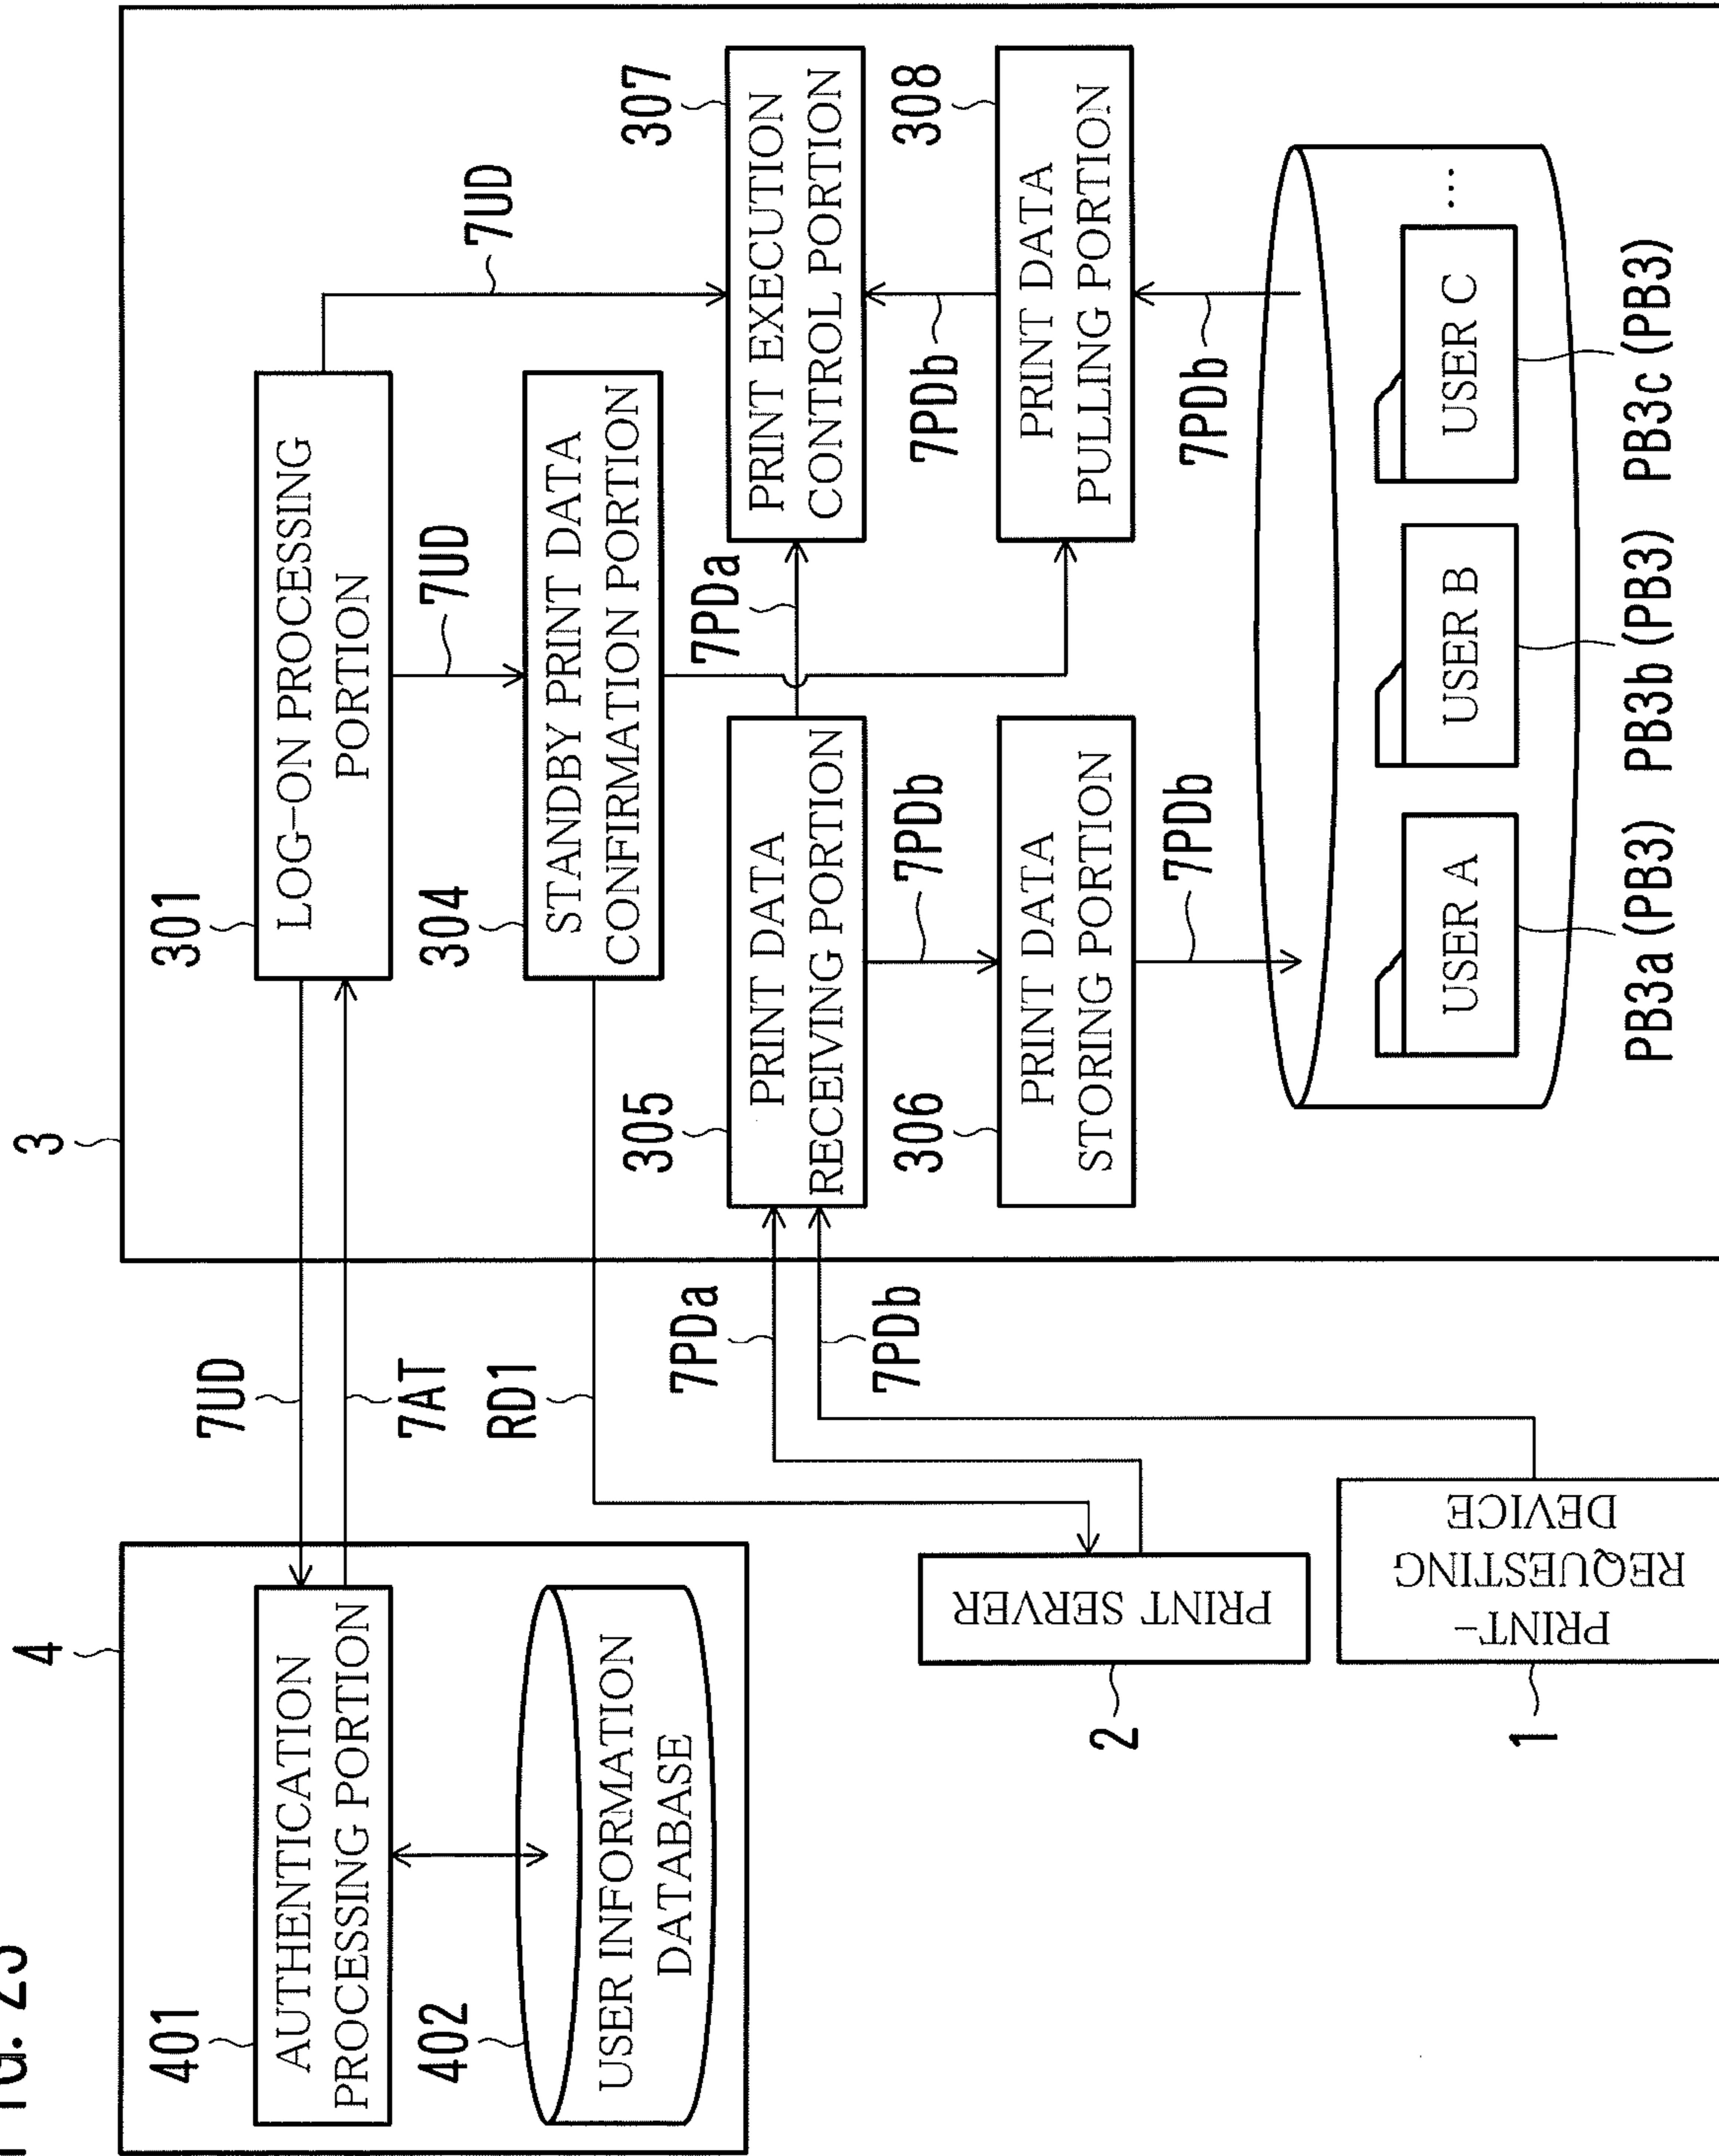 FIG.
4
401
AUTHENTICATION
PROCESSING PORTION
402
USER INFORMATION
DATABASE
7UD
7AT
RD1
7PDa
7PDb
2
PRINT SERVER
1
PRINT-
REQUESTING
DEVICE
3
301
LOG-ON PROCESSING
PORTION
7UD
7UD
304
STANDBY PRINT DATA
CONFIRMATION PORTION
305
PRINT DATA
RECEIVING PORTION
7PDa
307
PRINT EXECUTION
CONTROL PORTION
7PDb
7PDb
306
PRINT DATA
STORING PORTION
308
PRINT DATA
PULLING PORTION
7PDb
7PDb
USER A
USER B
USER C
...
PB3a (PB3)
PB3b (PB3)
PB3c (PB3)